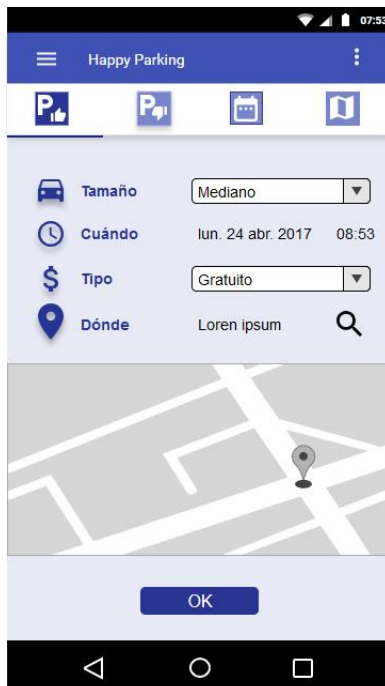 07:53
Happy Parking
P P
Tamaño Mediano
Cuándo lun. 24 abr. 2017 08:53
Tipo Gratuito
Dónde Loren ipsum
OK